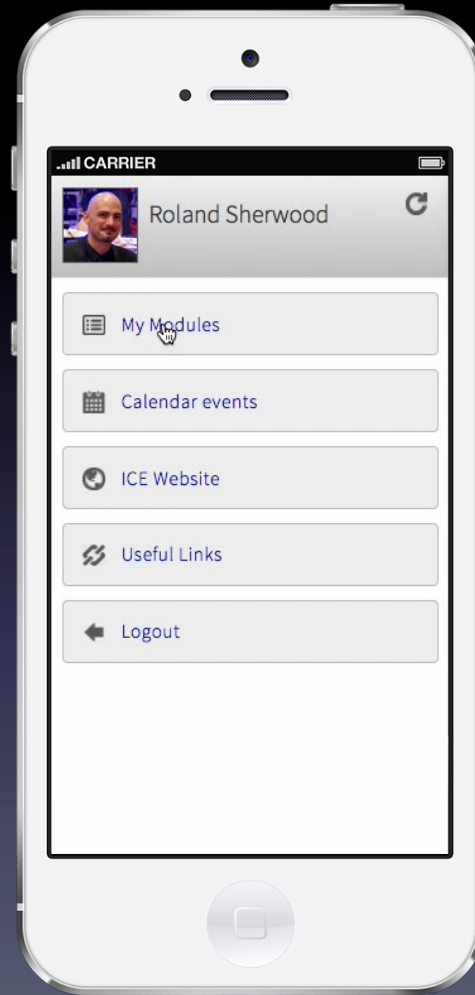 CARRIER
Roland Sherwood
My Modules
Calendar events
ICE Website
Useful Links
Logout